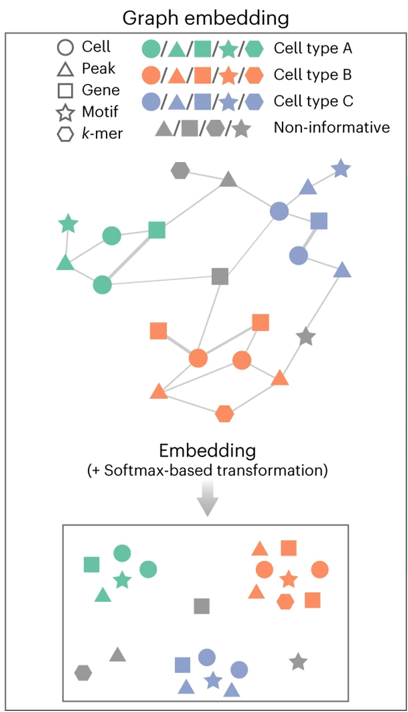 Graph embedding
Cell
Peak
Gene
Motif
k-mer
/ / / / Cell type A
/ / / / Cell type B
/ / / / Cell type C
/ / / Non-informative
Embedding
(+ Softmax-based transformation)